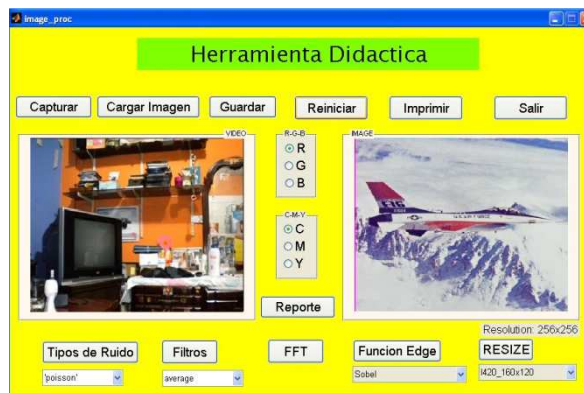 image_proc
Herramienta Didactica
Capturar Cargar Imagen Guardar Reiniciar Imprimir Salir
VIDEO R-G-B IMAGE
R
G
B
C-M-Y
C
M
Y
Reporte
Resolution: 256x256
Tipos de Ruido Filtros FFT Funcion Edge RESIZE
'poisson' average Sobel I420_160x120